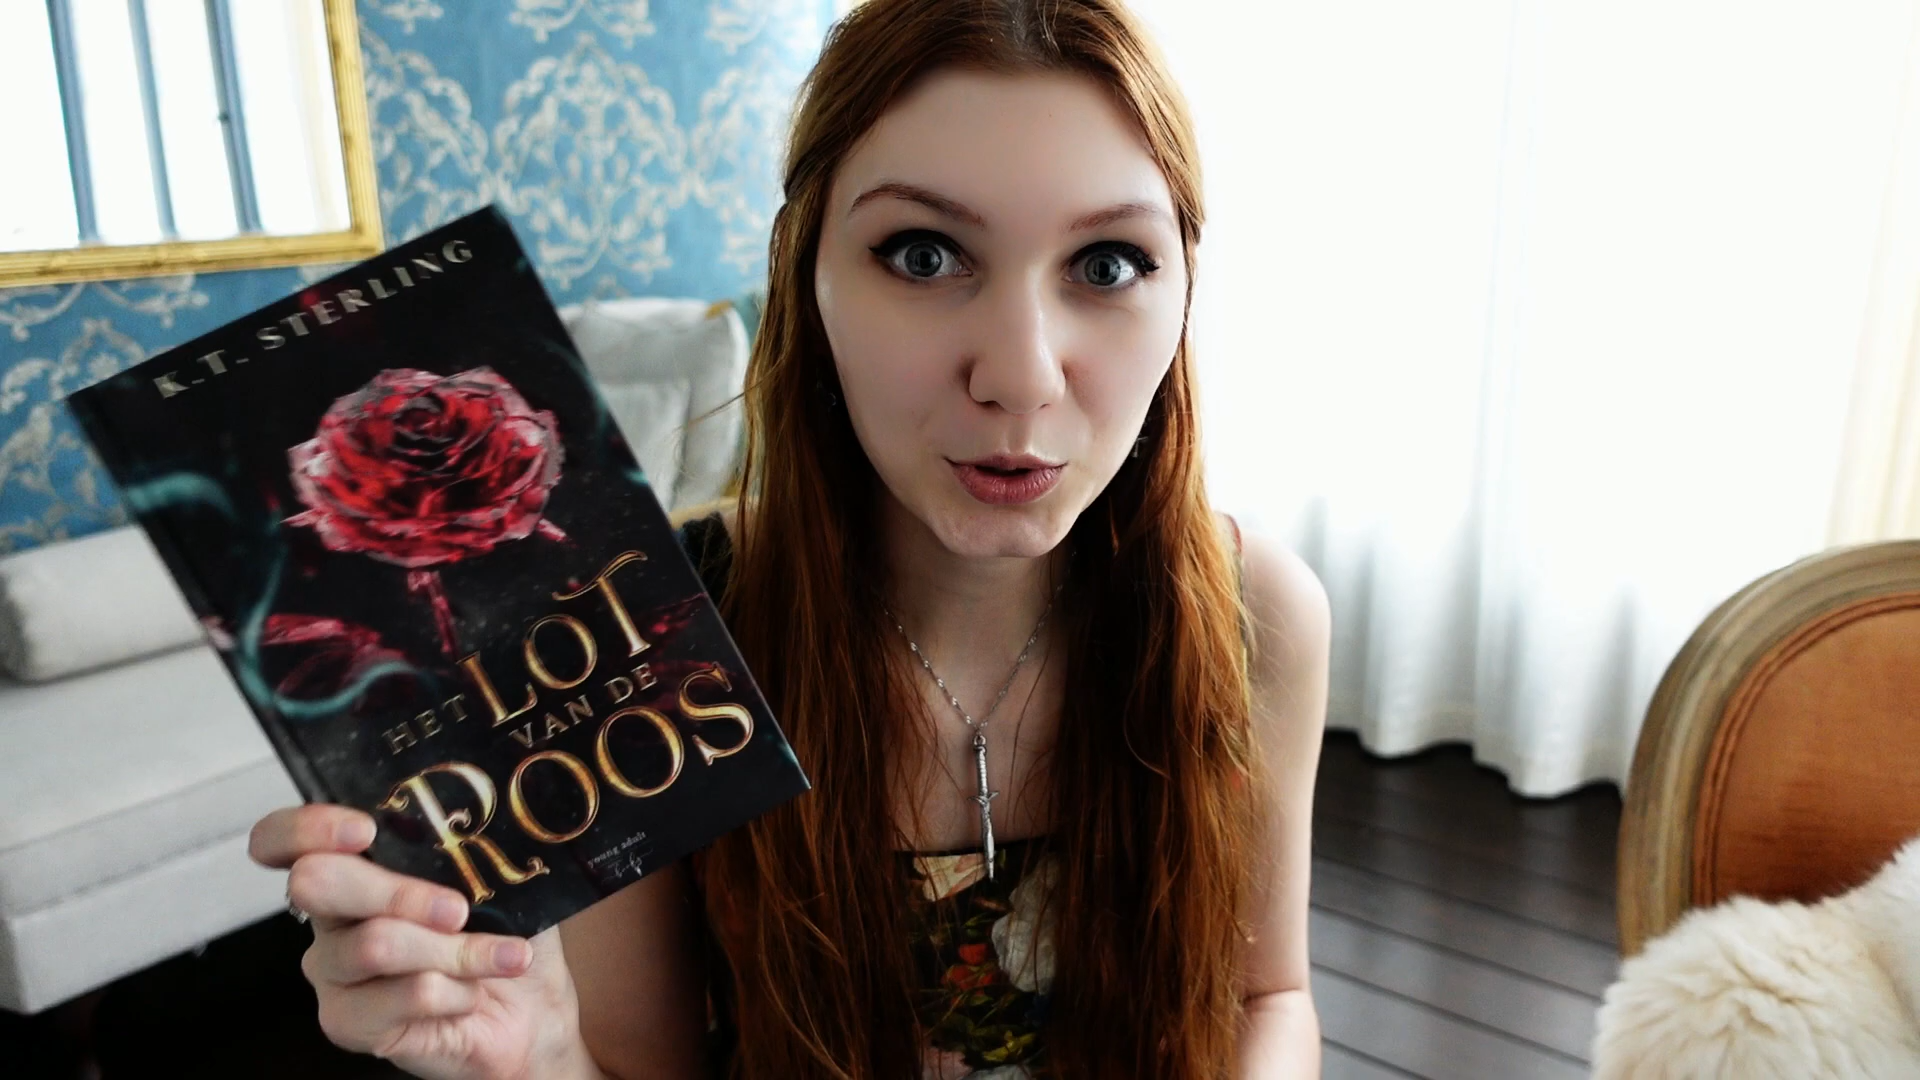 K.T. STERLING
HET LOT
VAN DE
ROOS
young adult